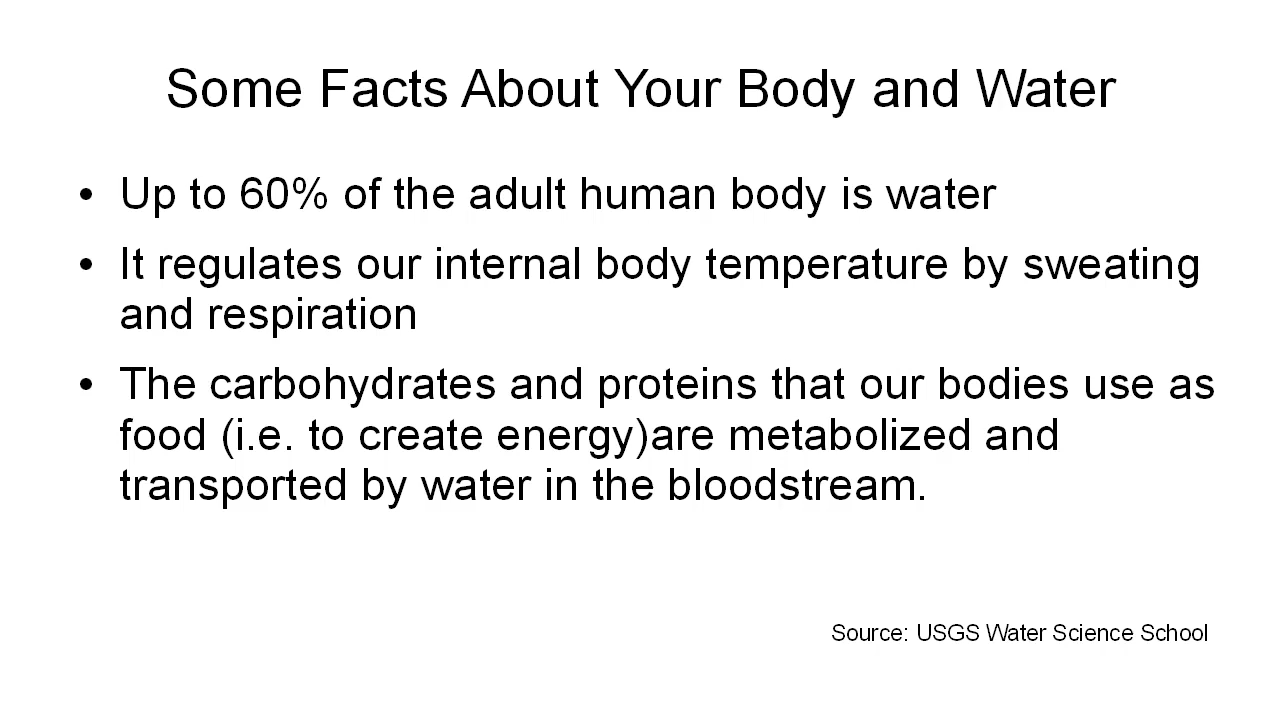 Some Facts About Your Body and Water
• Up to 60% of the adult human body is water
• It regulates our internal body temperature by sweating
and respiration
• The carbohydrates and proteins that our bodies use as
food (i.e. to create energy)are metabolized and
transported by water in the bloodstream.
Source: USGS Water Science School